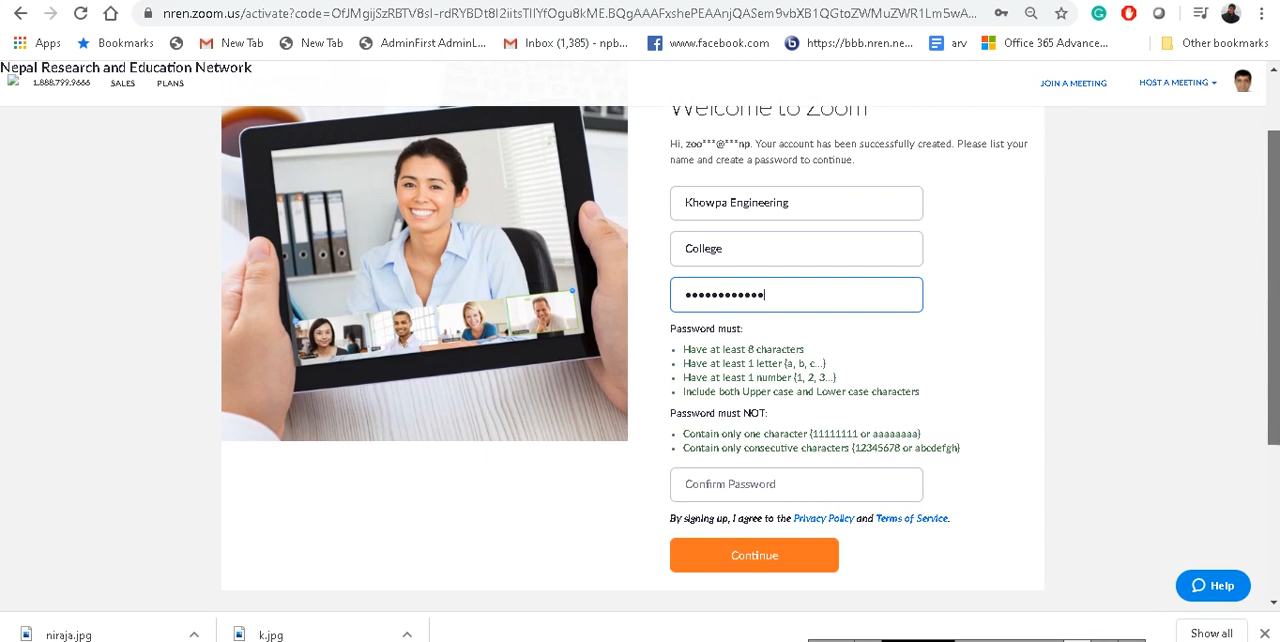 nren.zoom.us/activate?code=OfJMgijSzRBTV8cI-rdRYBDt8I2iitsTIIYfOgu8kME.BQgAAAFxshePEAAnjQASem9vbXB1QGtoZWMuZWR1Lm5wA...
Apps Bookmarks New Tab New Tab AdminFirst AdminL... Inbox (1,385) - npb... www.facebook.com https://bbb.nren.ne... arv Office 365 Advance... Other bookmarks
Nepal Research and Education Network
1.888.799.9666 SALES PLANS JOIN A MEETING HOST A MEETING
Welcome to Zoom
Hi, zoo***@***np. Your account has been successfully created. Please list your
name and create a password to continue.
Khowpa Engineering
College
••••••••••••
Password must:
• Have at least 8 characters
• Have at least 1 letter (a, b, c...)
• Have at least 1 number (1, 2, 3...)
• Include both Upper case and Lower case characters
Password must NOT:
• Contain only one character (11111111 or aaaaaaaa)
• Contain only consecutive characters (12345678 or abcdefgh)
Confirm Password
By signing up, I agree to the Privacy Policy and Terms of Service.
Continue
Help
niraja.jpg k.jpg Show all